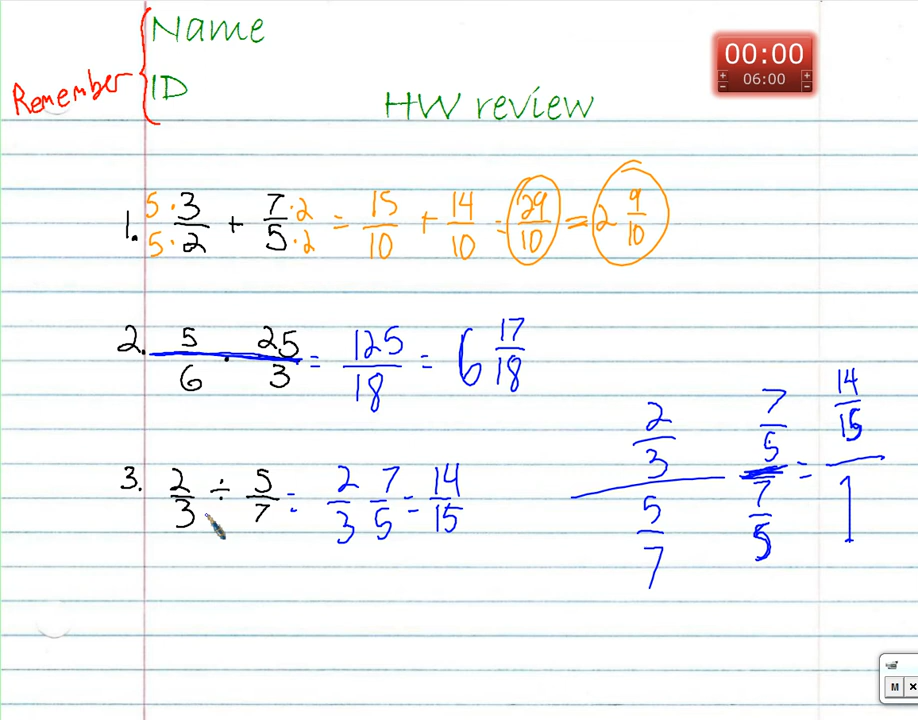 Name
Remember { ID
00:00
06:00
HW review
1. 5·3/5·2 + 7·2/5·2 = 15/10 + 14/10 = 29/10 = 2 9/10
2. 5/6 · 25/3 = 125/18 = 6 17/18
3. 2/3 ÷ 5/7 = 2/3 7/5 = 14/15
2/3 / 5/7 7/5 / 7/5 = 14/15 / 1
M x